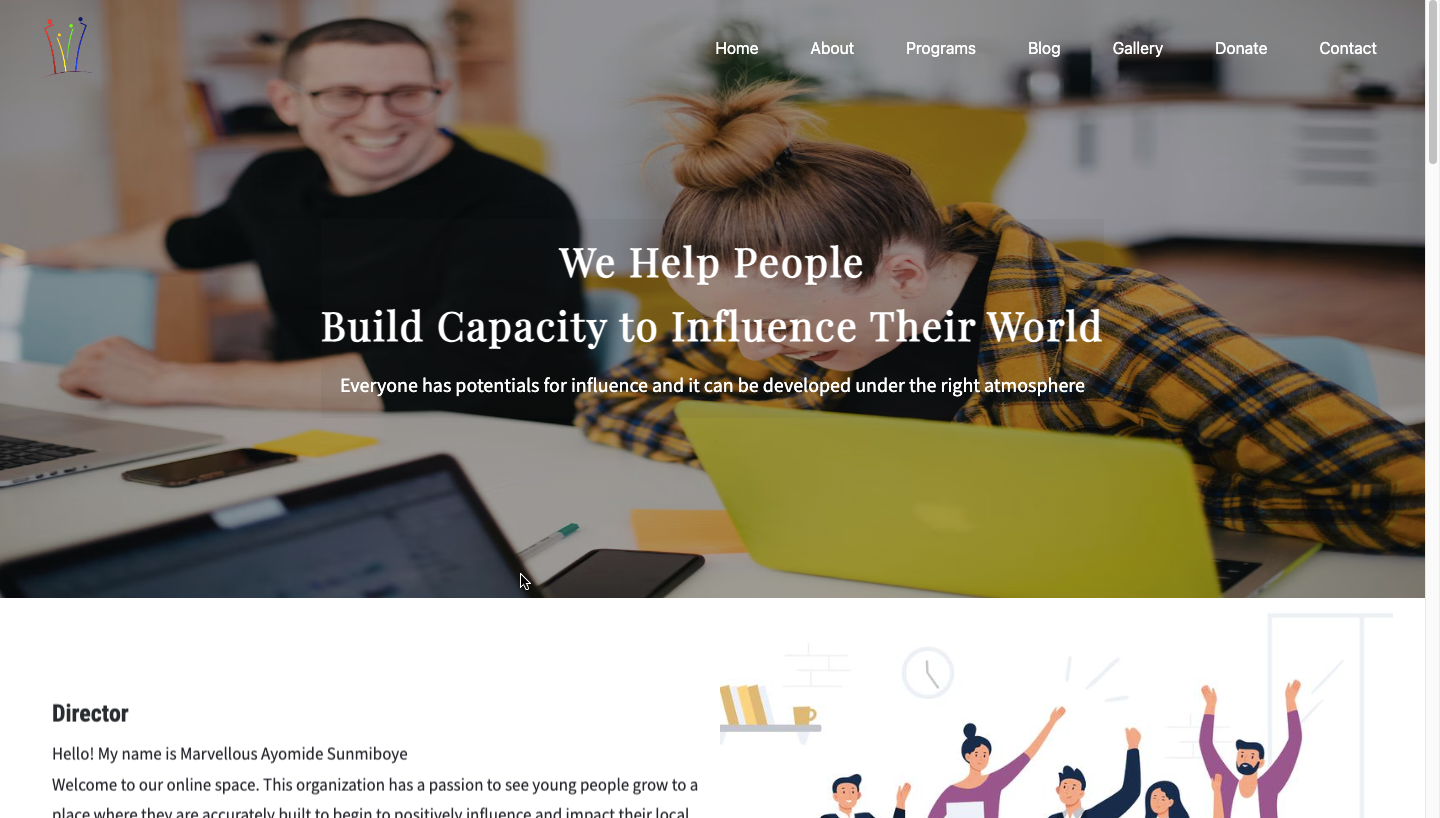 Home About Programs Blog Gallery Donate Contact
We Help People
Build Capacity to Influence Their World
Everyone has potentials for influence and it can be developed under the right atmosphere
Director
Hello! My name is Marvellous Ayomide Sunmiboye
Welcome to our online space. This organization has a passion to see young people grow to a
place where they are accurately built to begin to positively influence and impact their local